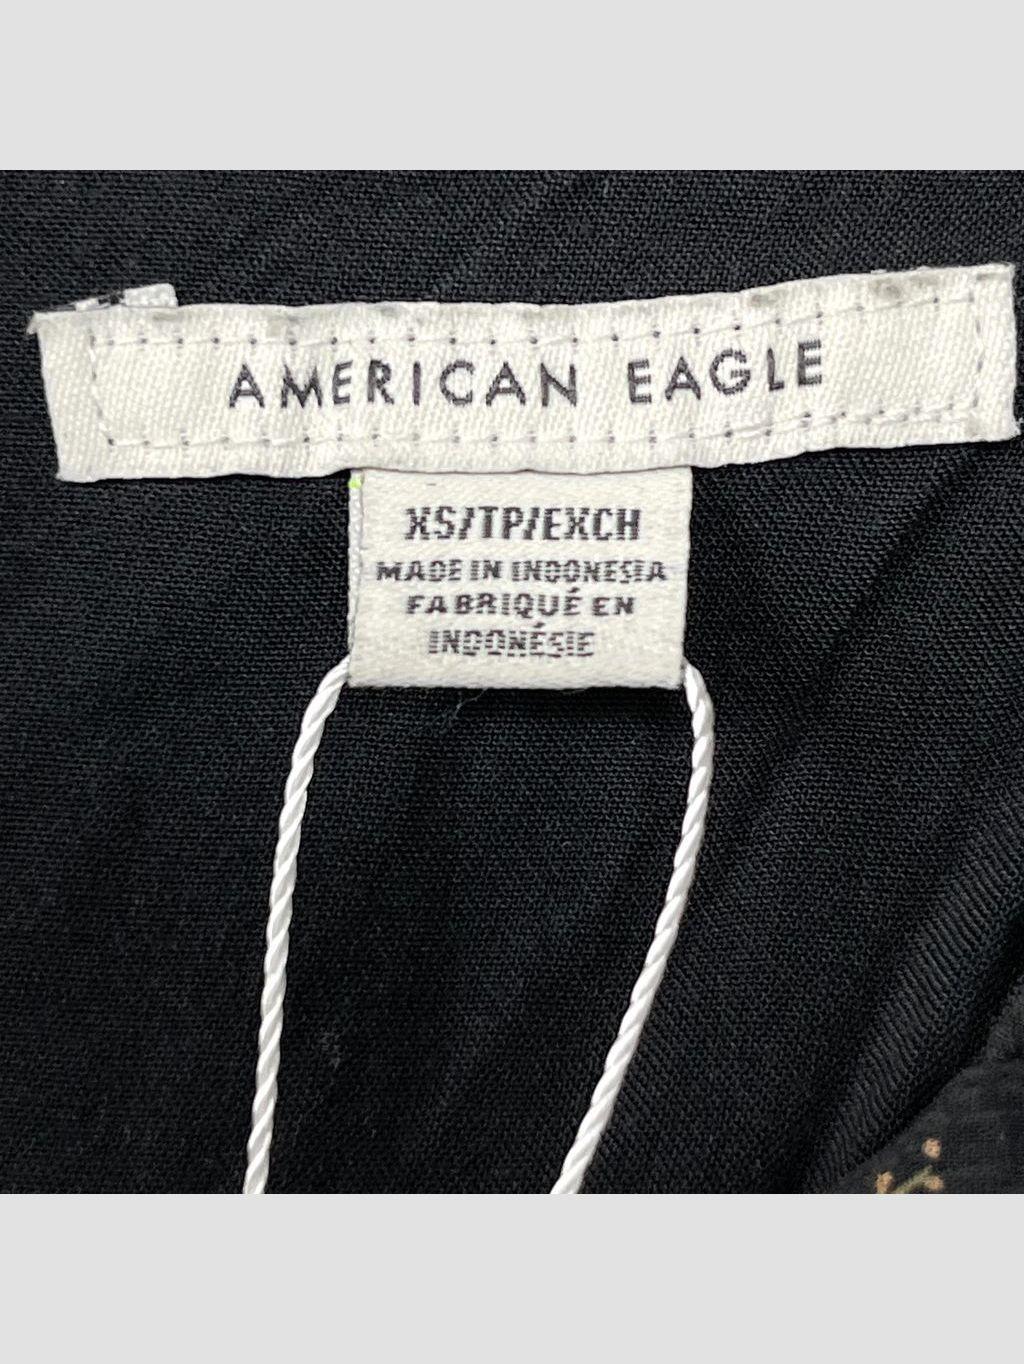 AMERICAN EAGLE
XS/TP/EXCH
MADE IN INDONESIA
FABRIQUÉ EN
INDONÉSIE